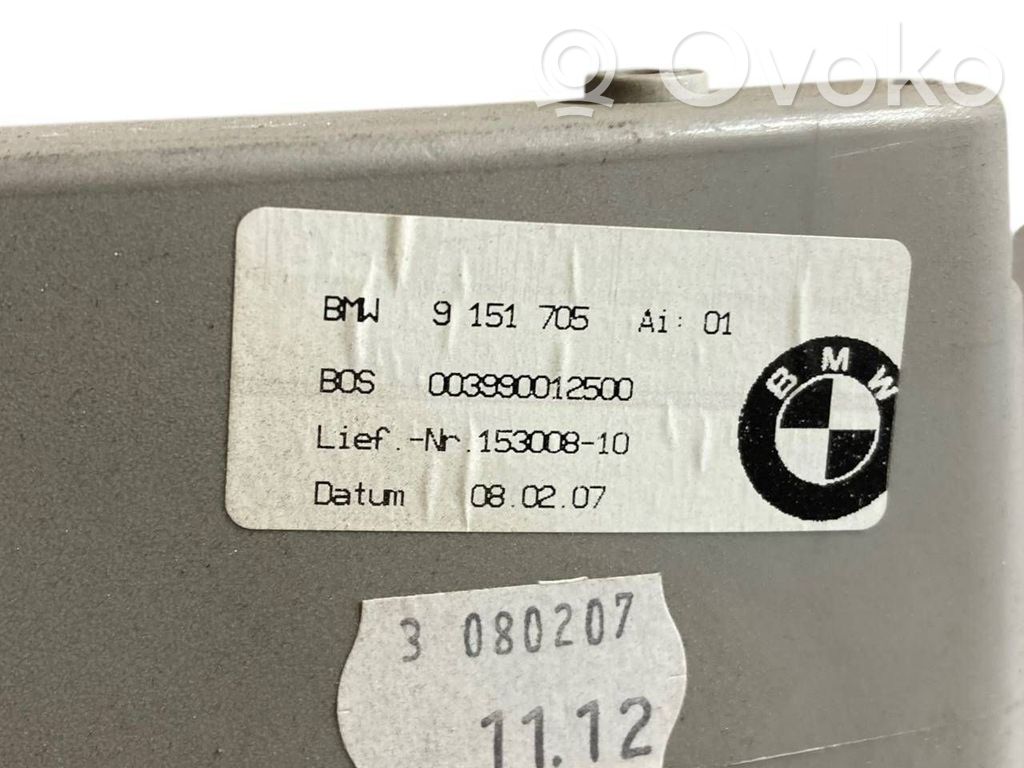 Ovoko
BMW 9 151 705 Ai: 01
BOS 003990012500
Lief.-Nr.153008-10
Datum 08.02.07
BMW
3 080207
11.12